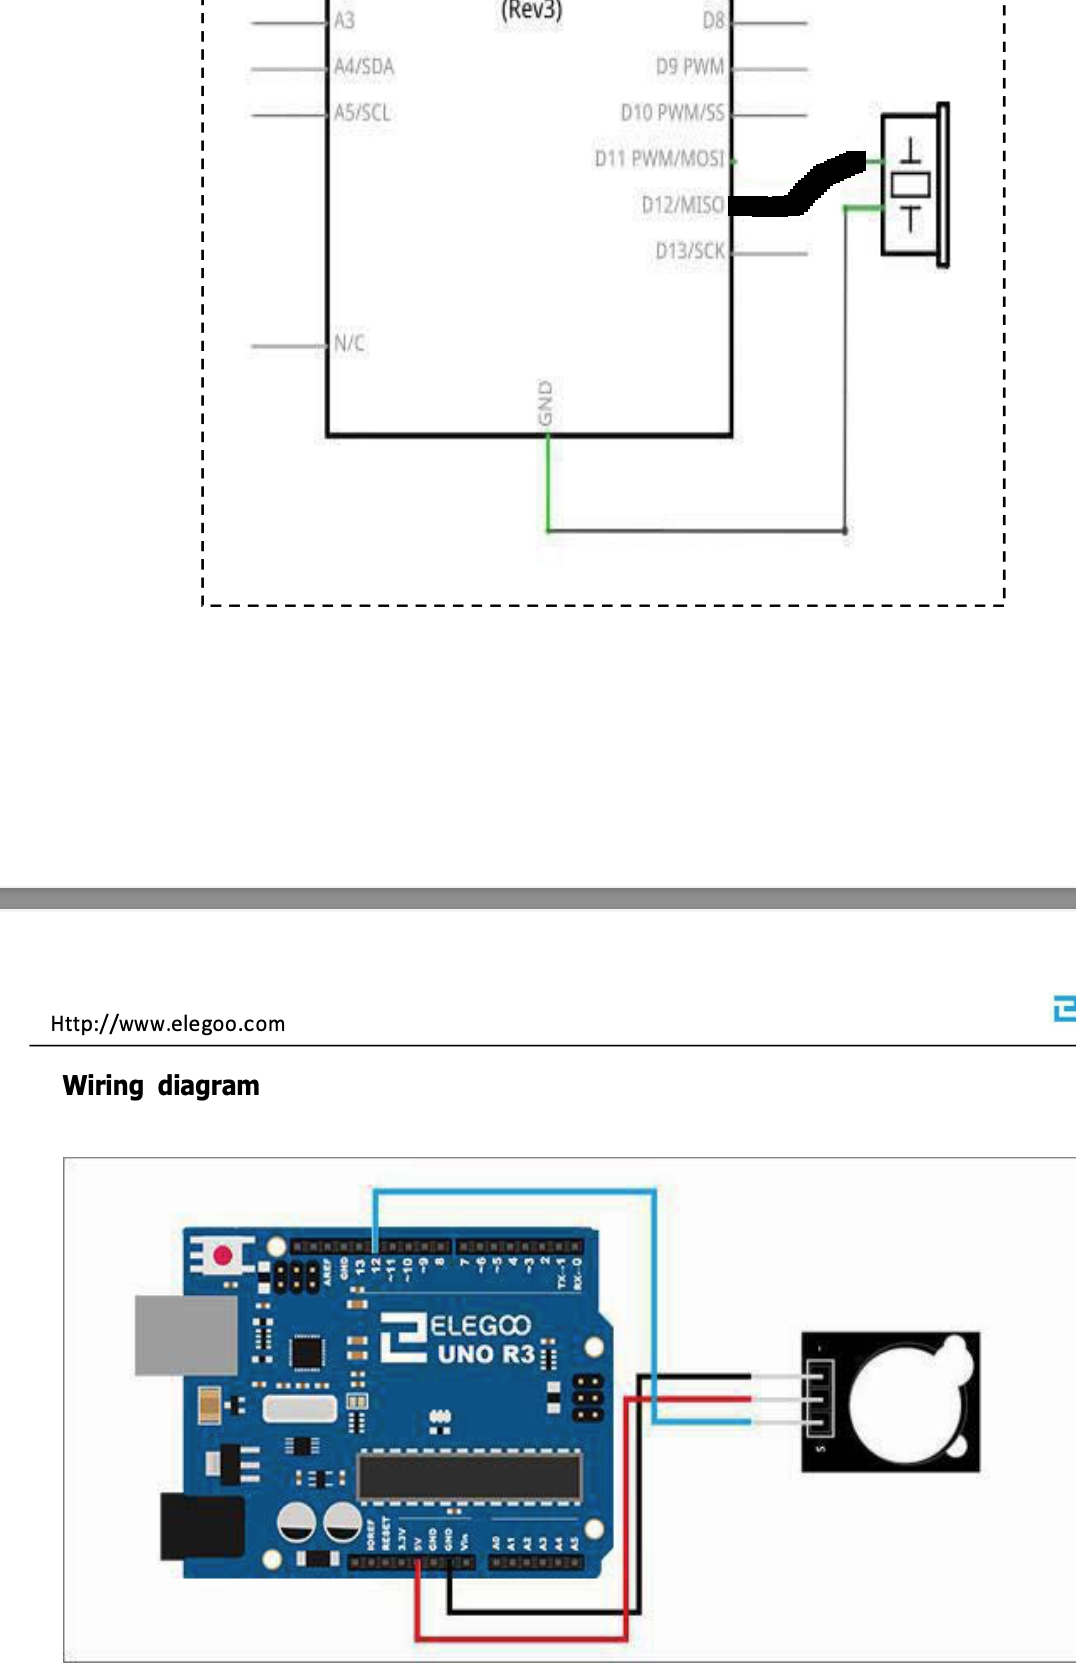 (Rev3)
A3
D8
A4/SDA
D9 PWM
A5/SCL
D10 PWM/SS
D11 PWM/MOSI
D12/MISO
D13/SCK
N/C
GND
Http://www.elegoo.com
Wiring diagram
AREF
GND
13
12
~11
~10
~9
8
7
~6
~5
4
~3
2
TX→1
RX←0
ELEGOO
UNO R3
-
S
IOREF
RESET
3.3V
5V
GND
GND
Vin
A0
A1
A2
A3
A4
A5